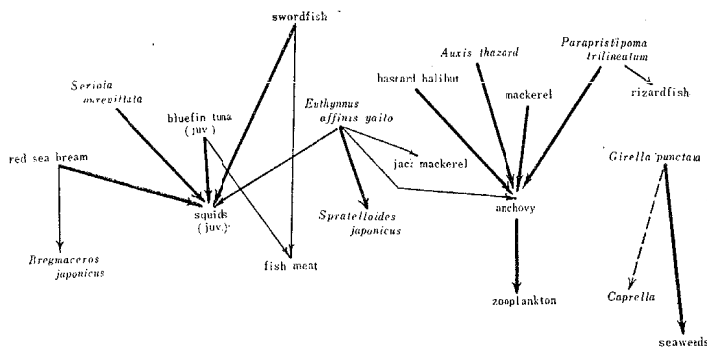 swordfish
Auxis thazard
Parapristipoma
trilineatum
Seriola
aureovittata
bastard halibut
mackerel
rizardfish
bluefin tuna
(juv.)
Euthynnus
affinis yaito
red sea bream
jack mackerel
Girella punctata
squids
(juv.)
Spratelloides
japonicus
anchovy
Bregmaceros
japonicus
fish meat
zooplankton
Caprella
seaweeds